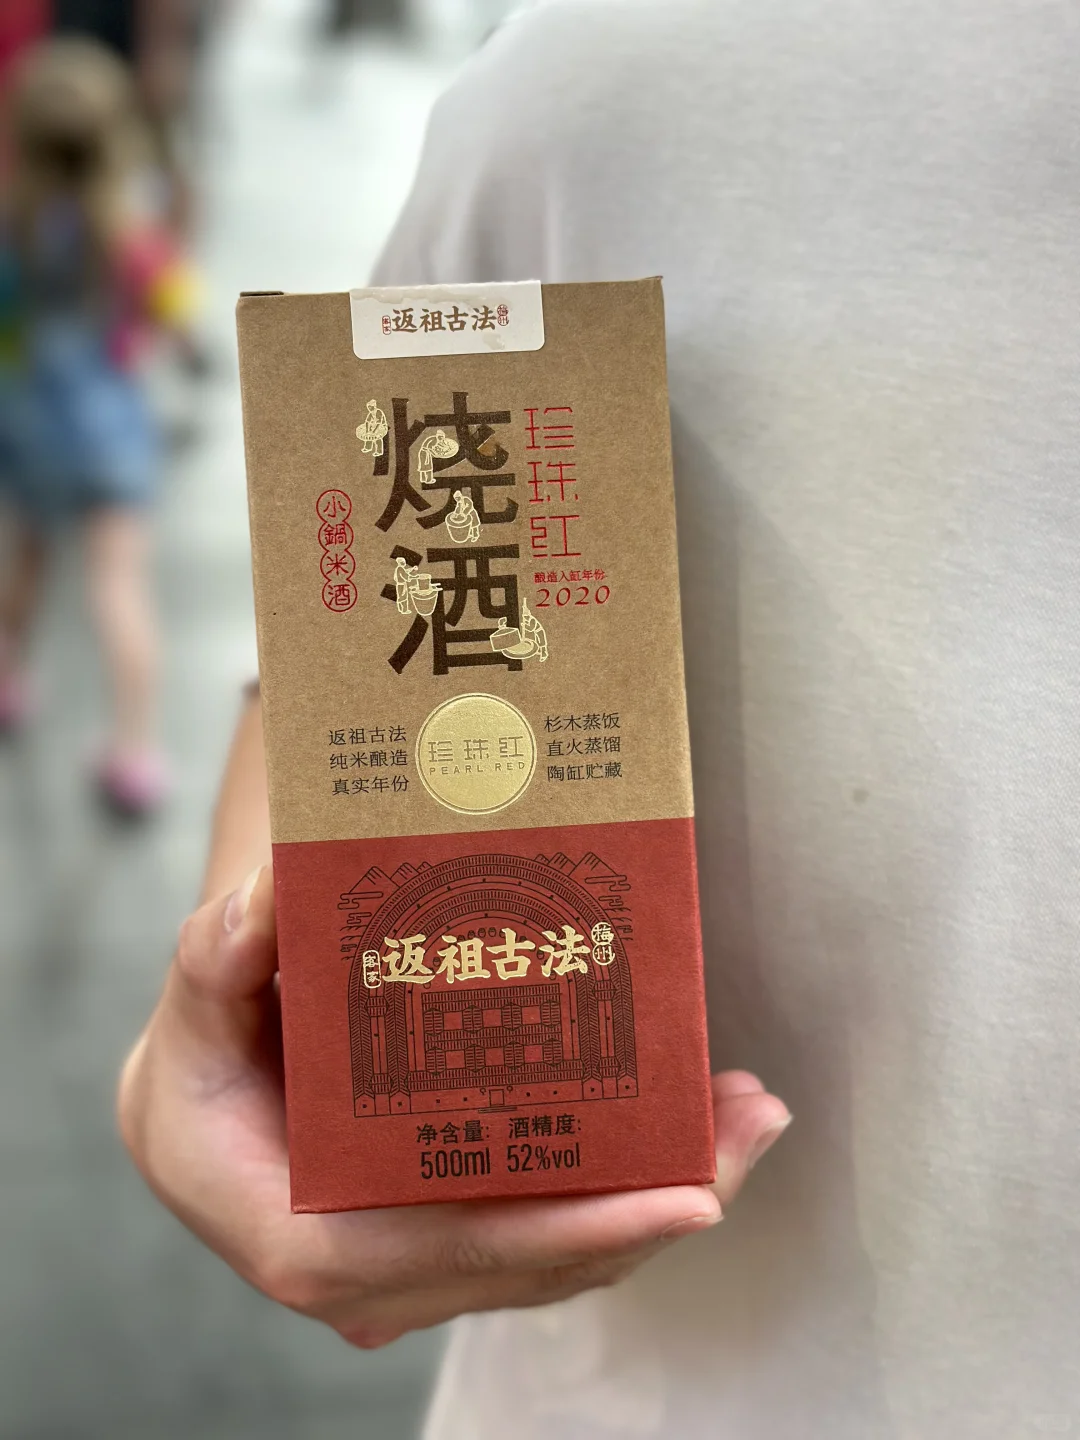 客家 返祖古法 梅州
烧酒
珍珠红
酿造入缸年份
2020
小鍋米酒
返祖古法
纯米酿造
真实年份
珍珠红
PEARL RED
杉木蒸饭
直火蒸馏
陶缸贮藏
客家 返祖古法 梅州
净含量: 酒精度:
500ml 52%vol